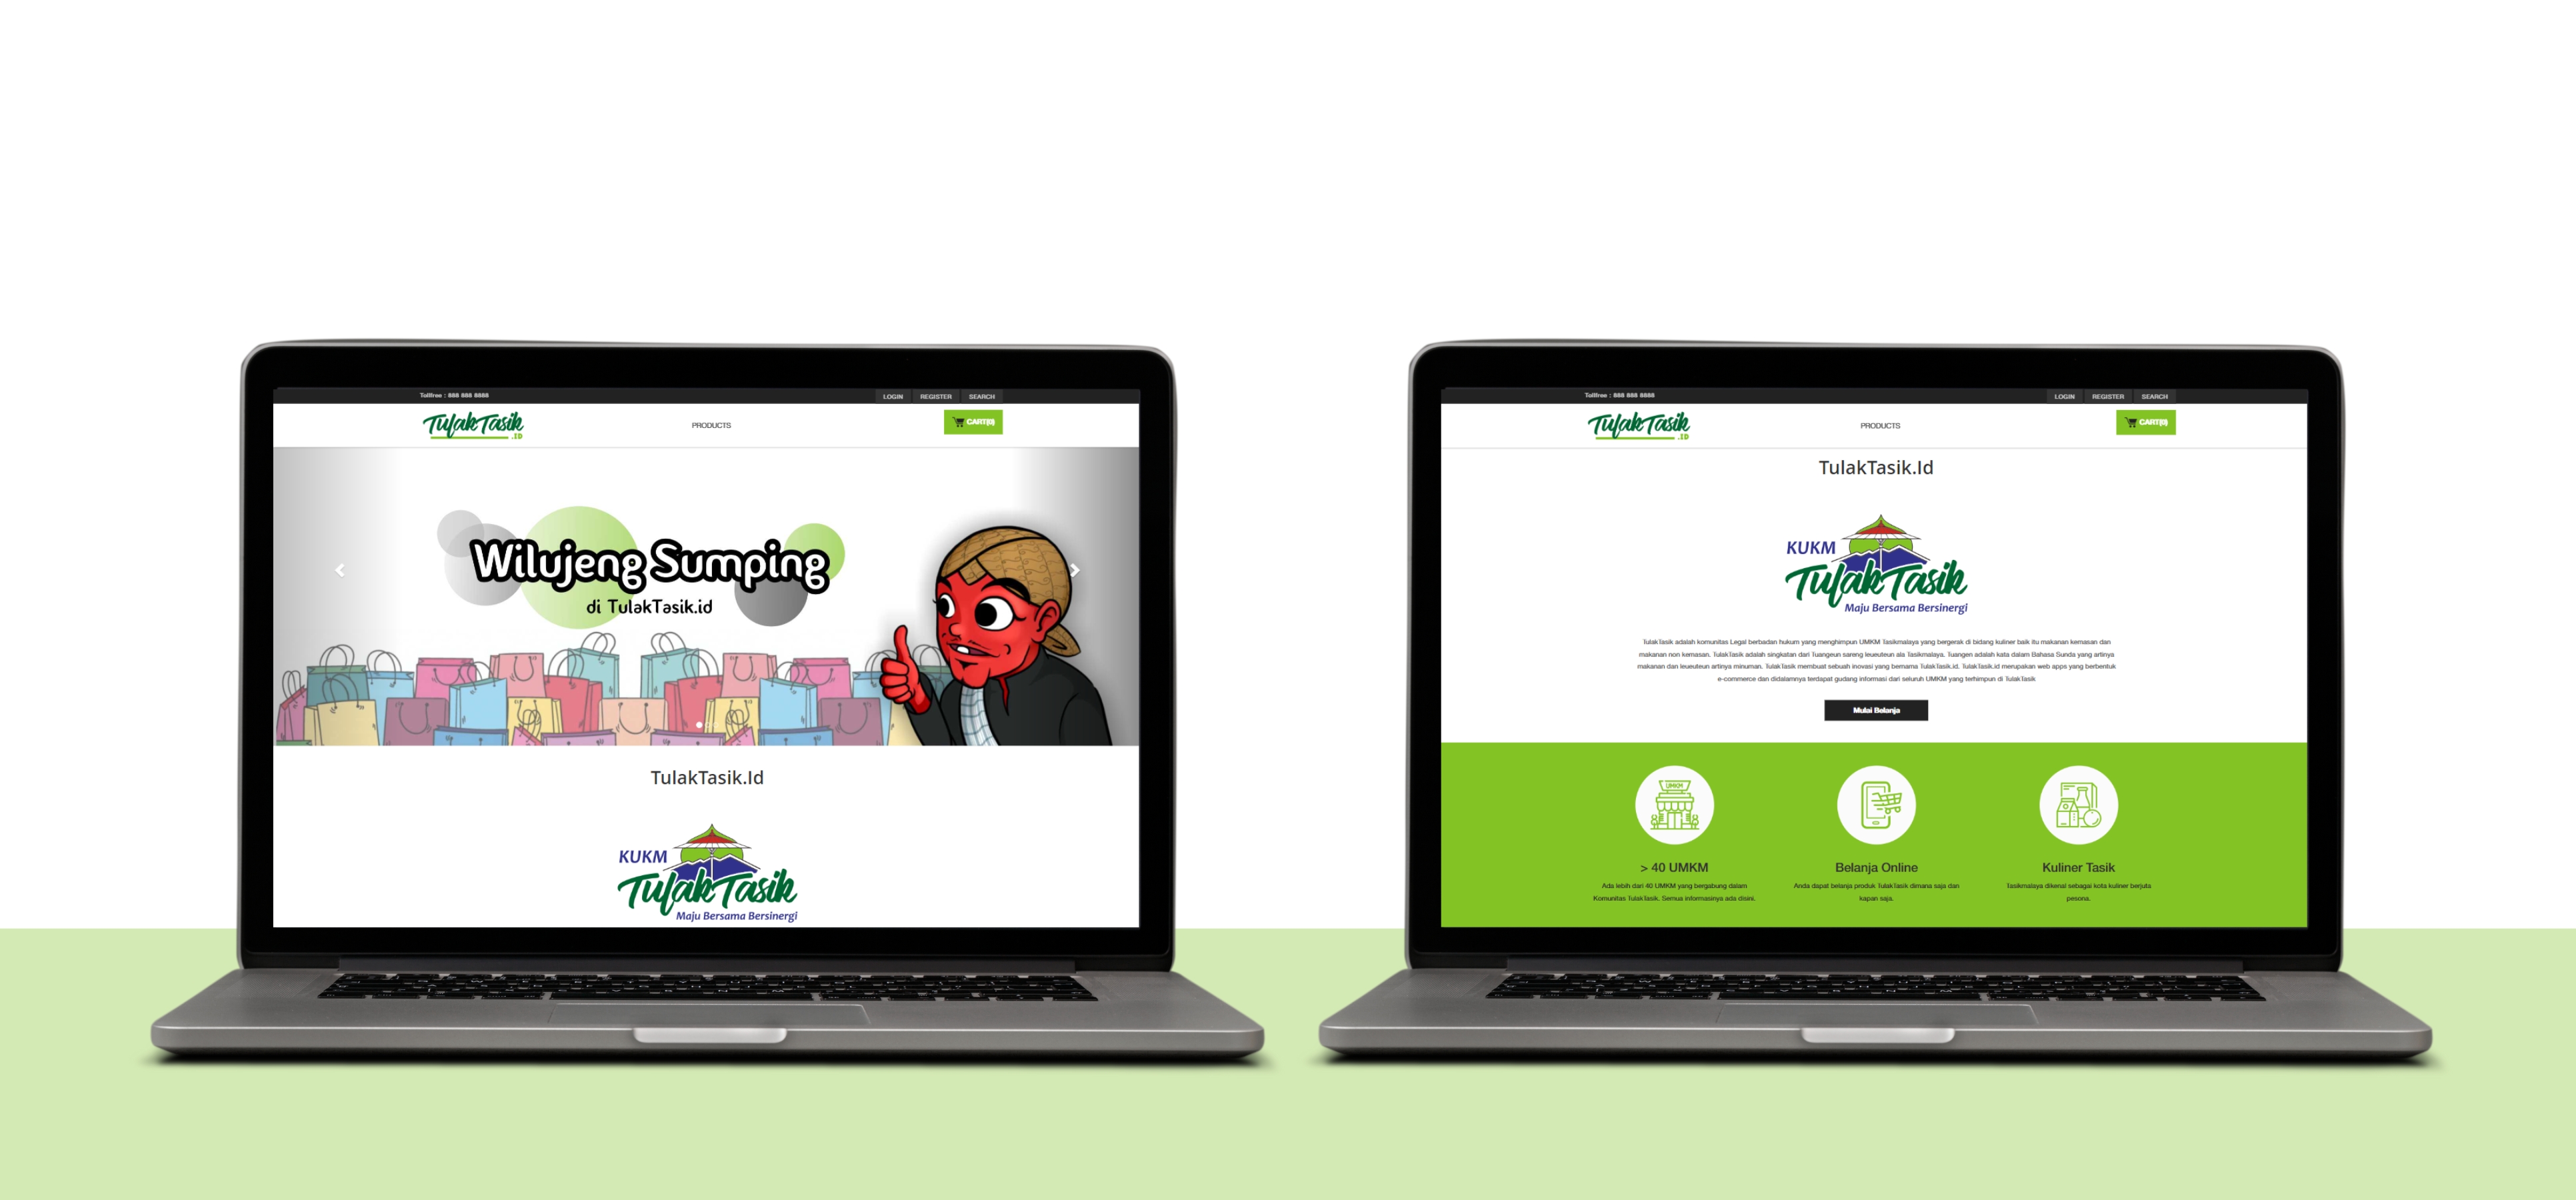 Tollfree : 888 888 8888
LOGIN REGISTER SEARCH
TulakTasik
.ID
PRODUCTS
CART(0)
Wilujeng Sumping
di TulakTasik.id
TulakTasik.Id
KUKM
TulakTasik
Maju Bersama Bersinergi
Tollfree : 888 888 8888
LOGIN REGISTER SEARCH
TulakTasik
.ID
PRODUCTS
CART(0)
TulakTasik.Id
KUKM
TulakTasik
Maju Bersama Bersinergi
TulakTasik adalah komunitas Legal berbadan hukum yang menghimpun UMKM Tasikmalaya yang bergerak di bidang kuliner baik itu makanan kemasan dan
makanan non kemasan. TulakTasik adalah singkatan dari Tuangeun sareng leueuteun ala Tasikmalaya. Tuangen adalah kata dalam Bahasa Sunda yang artinya
makanan dan leueuteun artinya minuman. TulakTasik membuat sebuah inovasi yang bernama TulakTasik.id. TulakTasik.id merupakan web apps yang berbentuk
e-commerce dan didalamnya terdapat gudang informasi dari seluruh UMKM yang terhimpun di TulakTasik
Mulai Belanja
UMKM
> 40 UMKM
Ada lebih dari 40 UMKM yang bergabung dalam
Komunitas TulakTasik. Semua informasinya ada disini.
Belanja Online
Anda dapat belanja produk TulakTasik dimana saja dan
kapan saja.
Kuliner Tasik
Tasikmalaya dikenal sebagai kota kuliner berjuta
pesona.